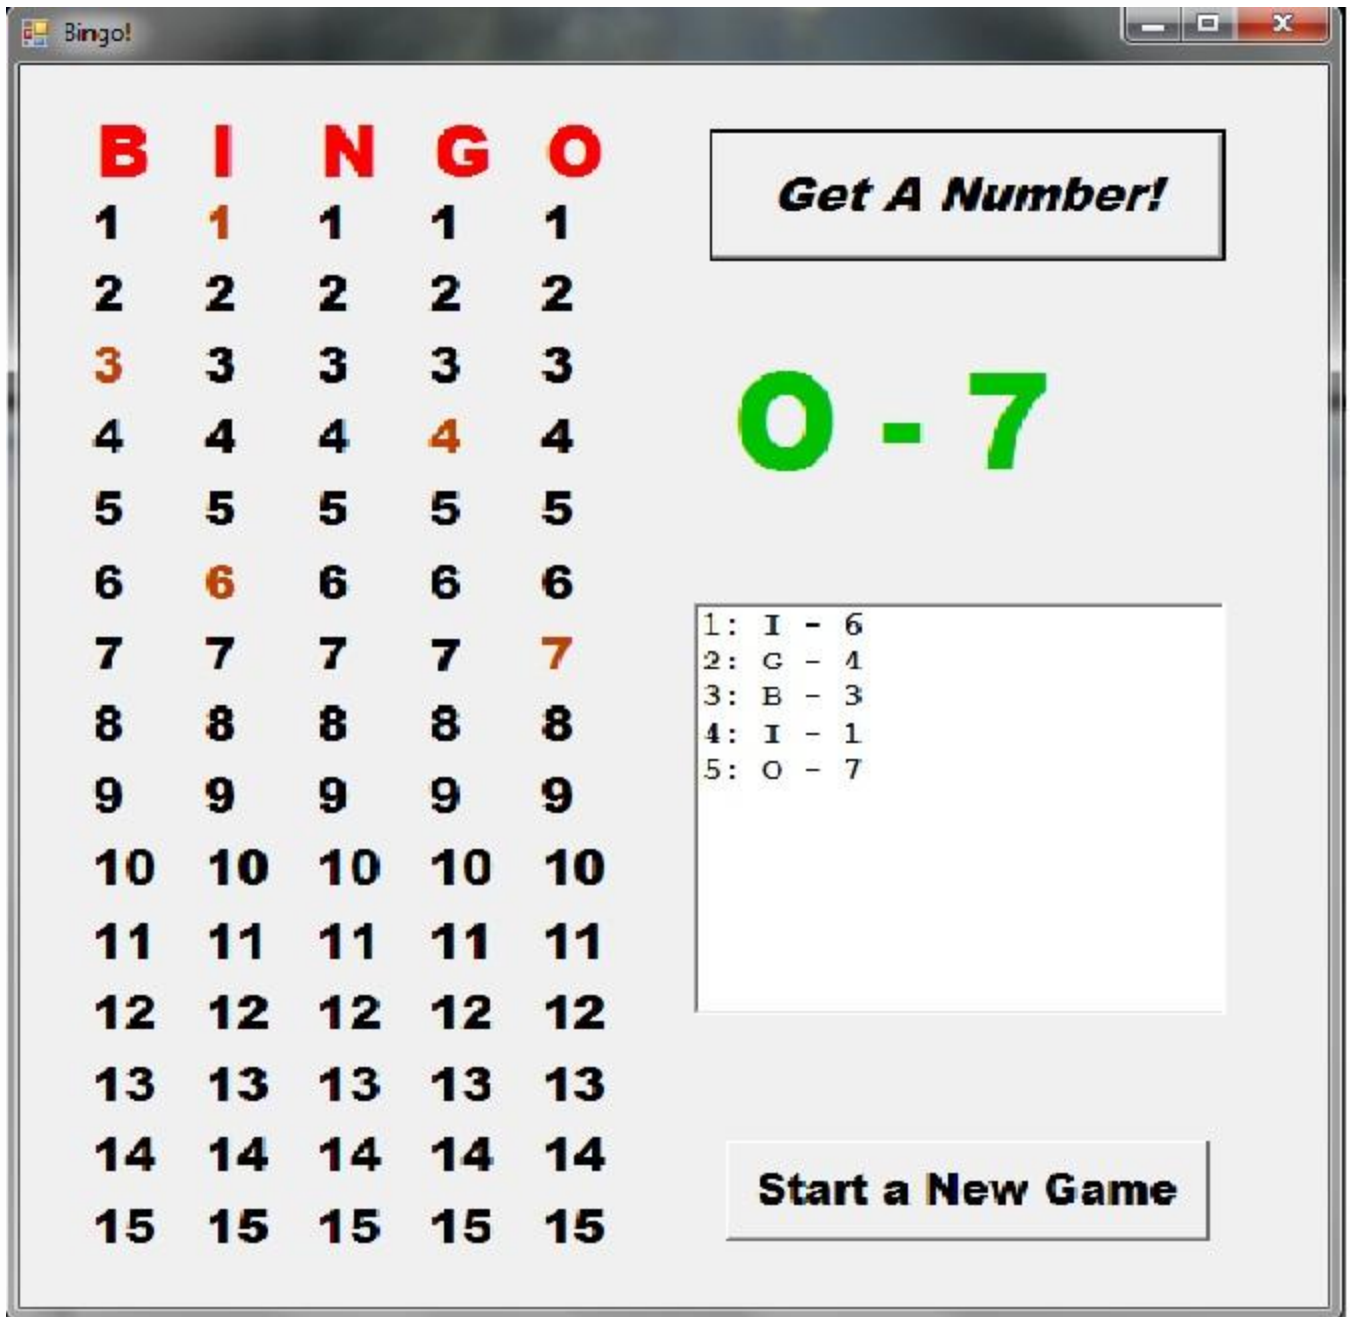 Bingo!
B I N G O
1 1 1 1 1
2 2 2 2 2
3 3 3 3 3
4 4 4 4 4
5 5 5 5 5
6 6 6 6 6
7 7 7 7 7
8 8 8 8 8
9 9 9 9 9
10 10 10 10 10
11 11 11 11 11
12 12 12 12 12
13 13 13 13 13
14 14 14 14 14
15 15 15 15 15
Get A Number!
O - 7
1: I - 6
2: G - 4
3: B - 3
4: I - 1
5: O - 7
Start a New Game